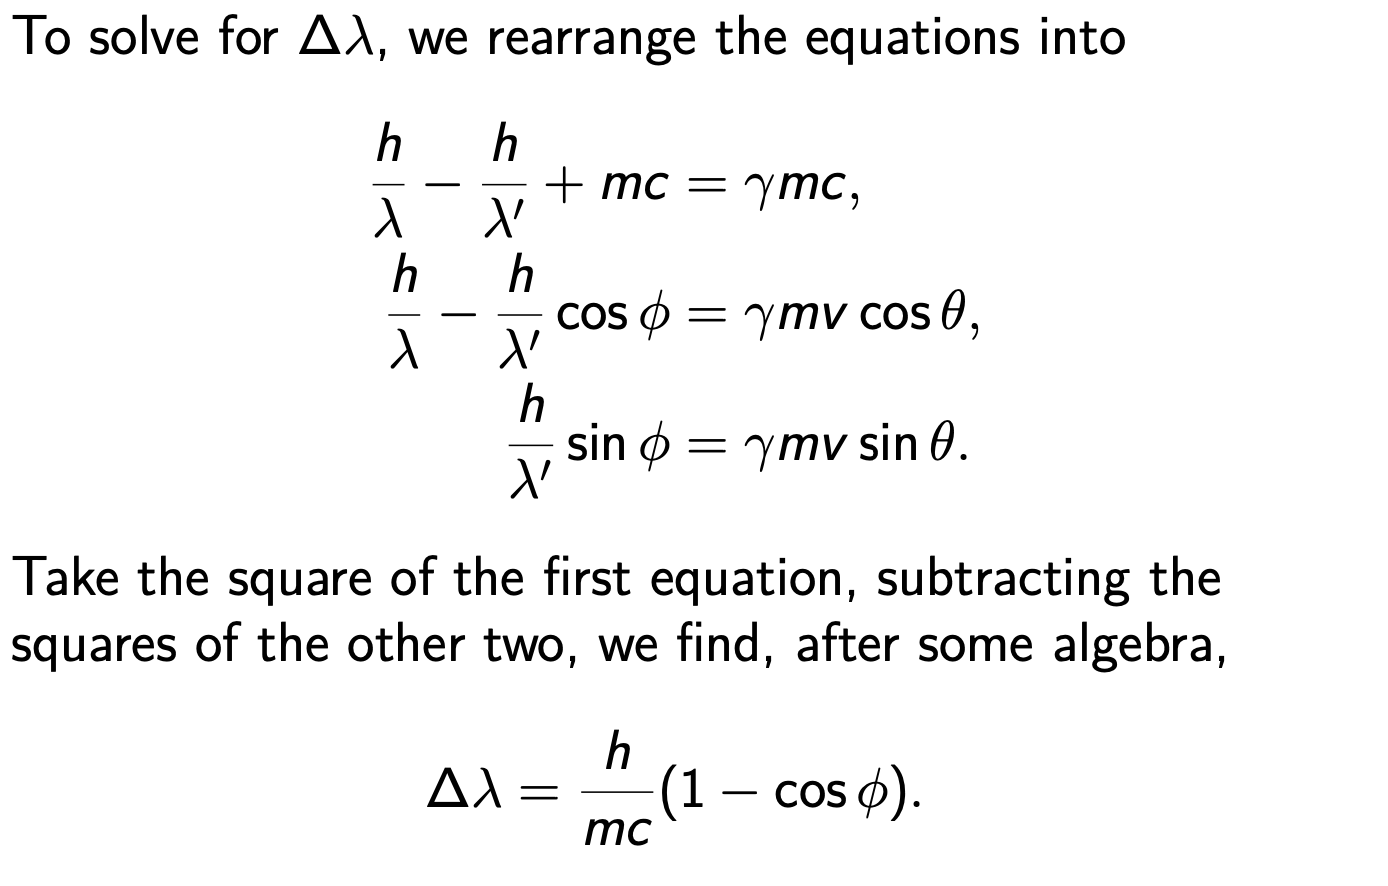 To solve for Δλ, we rearrange the equations into
h/λ − h/λ′ + mc = γmc,
h/λ − h/λ′ cos ϕ = γmv cos θ,
h/λ′ sin ϕ = γmv sin θ.
Take the square of the first equation, subtracting the
squares of the other two, we find, after some algebra,
Δλ = h/mc (1 − cos ϕ).